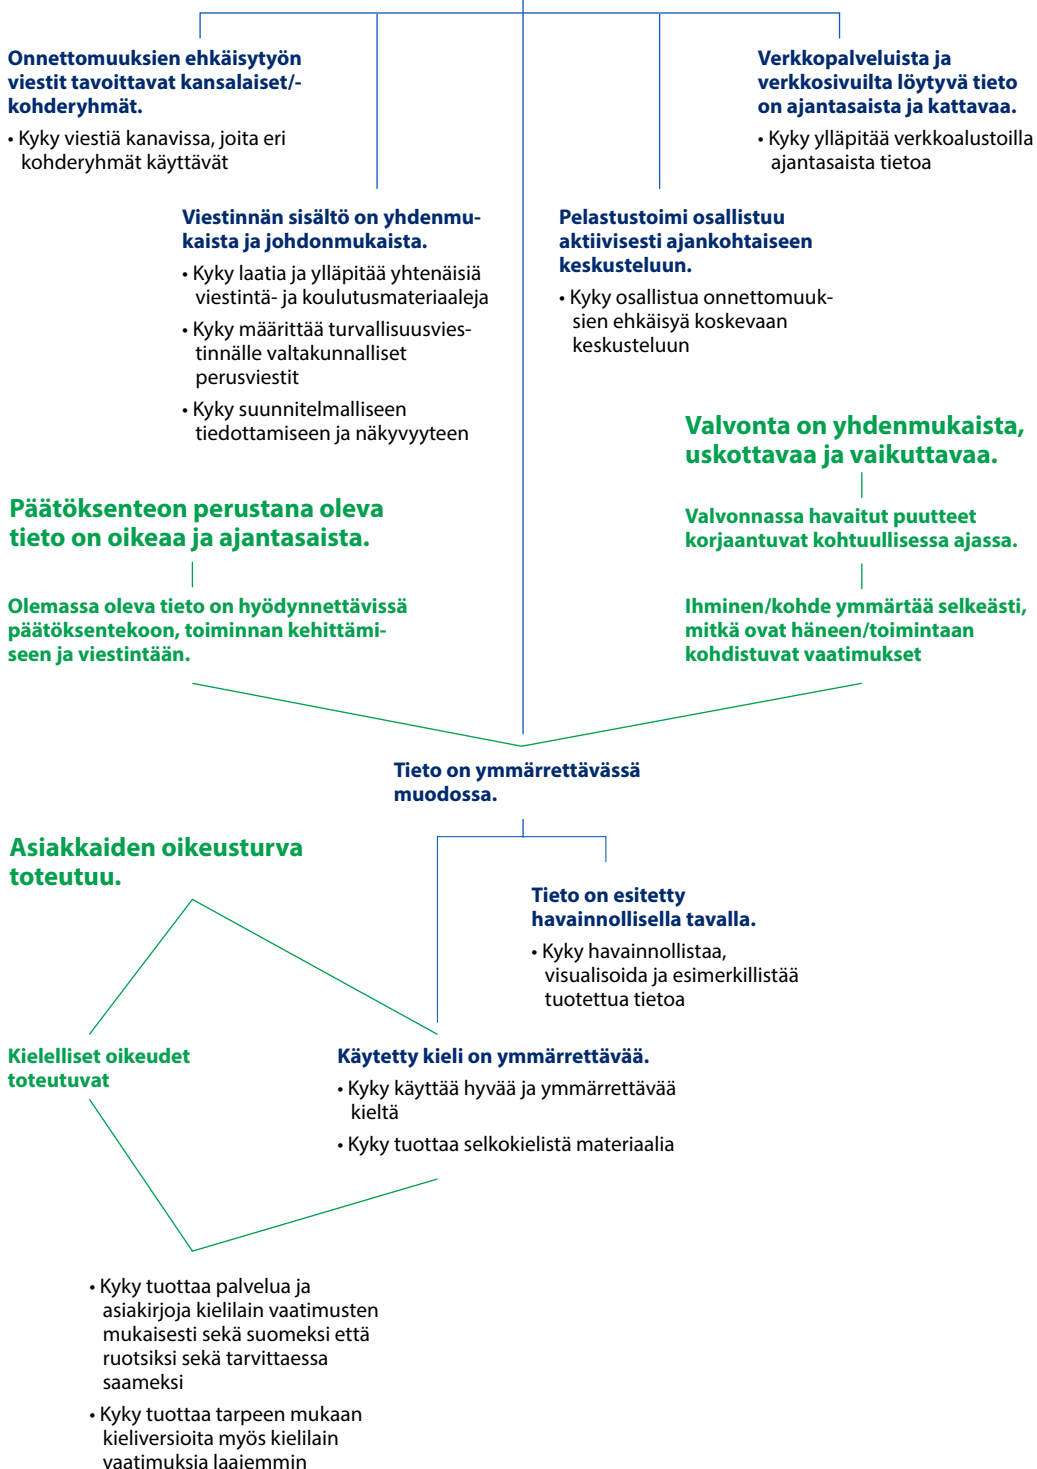 Onnettomuuksien ehkäisytyön
viestit tavoittavat kansalaiset/-
kohderyhmät.
• Kyky viestiä kanavissa, joita eri
kohderyhmät käyttävät
Verkkopalveluista ja
verkkosivuilta löytyvä tieto
on ajantasaista ja kattavaa.
• Kyky ylläpitää verkkoalustoilla
ajantasaista tietoa
Viestinnän sisältö on yhdenmu-
kaista ja johdonmukaista.
• Kyky laatia ja ylläpitää yhtenäisiä
viestintä- ja koulutusmateriaaleja
• Kyky määrittää turvallisuusvies-
tinnälle valtakunnalliset
perusviestit
• Kyky suunnitelmalliseen
tiedottamiseen ja näkyvyyteen
Pelastustoimi osallistuu
aktiivisesti ajankohtaiseen
keskusteluun.
• Kyky osallistua onnettomuuk-
sien ehkäisyä koskevaan
keskusteluun
Valvonta on yhdenmukaista,
uskottavaa ja vaikuttavaa.
Valvonnassa havaitut puutteet
korjaantuvat kohtuullisessa ajassa.
Ihminen/kohde ymmärtää selkeästi,
mitkä ovat häneen/toimintaan
kohdistuvat vaatimukset
Päätöksenteon perustana oleva
tieto on oikeaa ja ajantasaista.
Olemassa oleva tieto on hyödynnettävissä
päätöksentekoon, toiminnan kehittämi-
seen ja viestintään.
Tieto on ymmärrettävässä
muodossa.
Asiakkaiden oikeusturva
toteutuu.
Tieto on esitetty
havainnollisella tavalla.
• Kyky havainnollistaa,
visualisoida ja esimerkillistää
tuotettua tietoa
Kielelliset oikeudet
toteutuvat
Käytetty kieli on ymmärrettävää.
• Kyky käyttää hyvää ja ymmärrettävää
kieltä
• Kyky tuottaa selkokielistä materiaalia
• Kyky tuottaa palvelua ja
asiakirjoja kielilain vaatimusten
mukaisesti sekä suomeksi että
ruotsiksi sekä tarvittaessa
saameksi
• Kyky tuottaa tarpeen mukaan
kieliversioita myös kielilain
vaatimuksia laajemmin